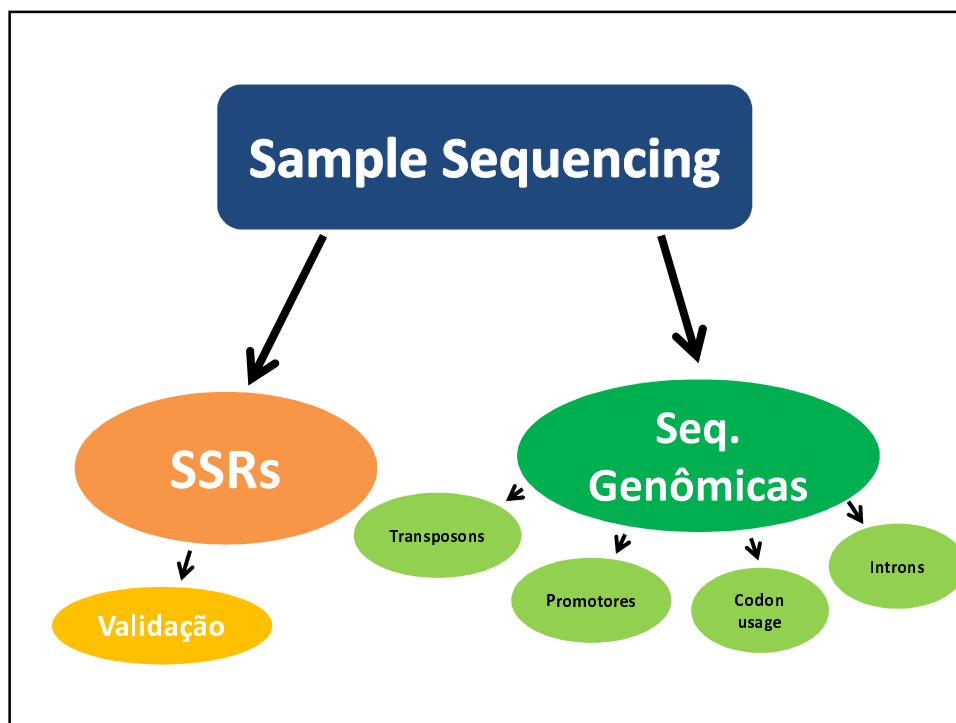 Sample Sequencing
SSRs
Seq.
Genômicas
Transposons
Promotores
Codon
usage
Introns
Validação